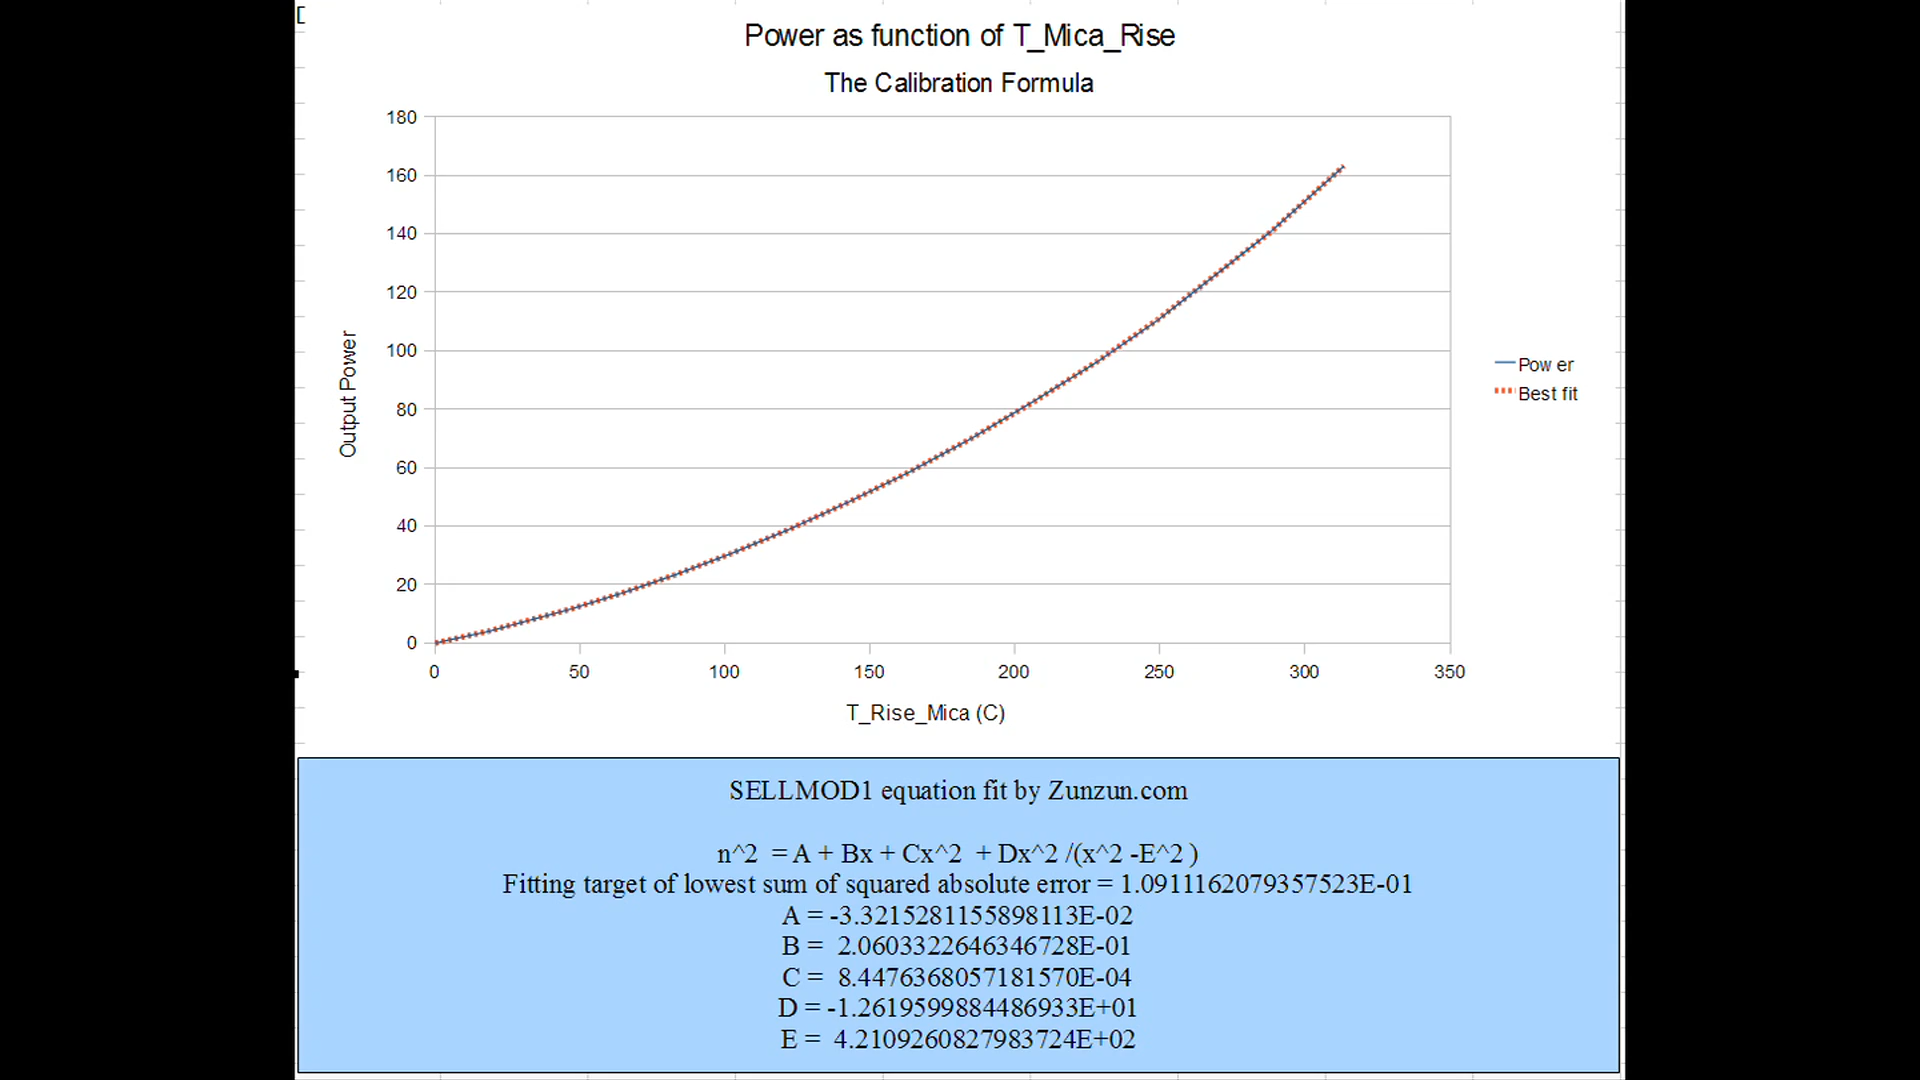 [
Power as function of T_Mica_Rise
The Calibration Formula
180
160
140
120
100
80
60
40
20
0
Output Power
0 50 100 150 200 250 300 350
T_Rise_Mica (C)
Pow er
Best fit
SELLMOD1 equation fit by Zunzun.com
n^2 = A + Bx + Cx^2 + Dx^2 /(x^2 -E^2 )
Fitting target of lowest sum of squared absolute error = 1.0911162079357523E-01
A = -3.3215281155898113E-02
B = 2.0603322646346728E-01
C = 8.4476368057181570E-04
D = -1.2619599884486933E+01
E = 4.2109260827983724E+02